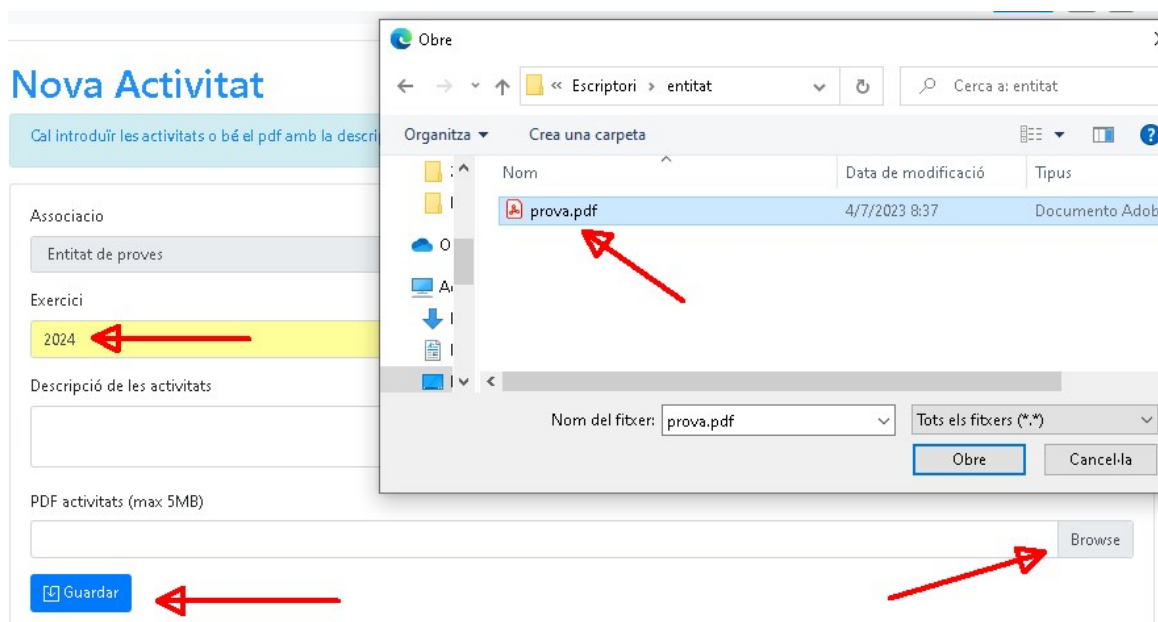 Nova Activitat
Cal introduïr les activitats o bé el pdf amb la descri
Associacio
Entitat de proves
Exercici
2024
Descripció de les activitats
PDF activitats (max 5MB)
Browse
Guardar
Obre
« Escriptori > entitat
Cerca a: entitat
Organitza
Crea una carpeta
Nom
Data de modificació
Tipus
prova.pdf
4/7/2023 8:37
Documento Adob
O
Nom del fitxer:
prova.pdf
Tots els fitxers (*.*)
Obre
Cancel·la